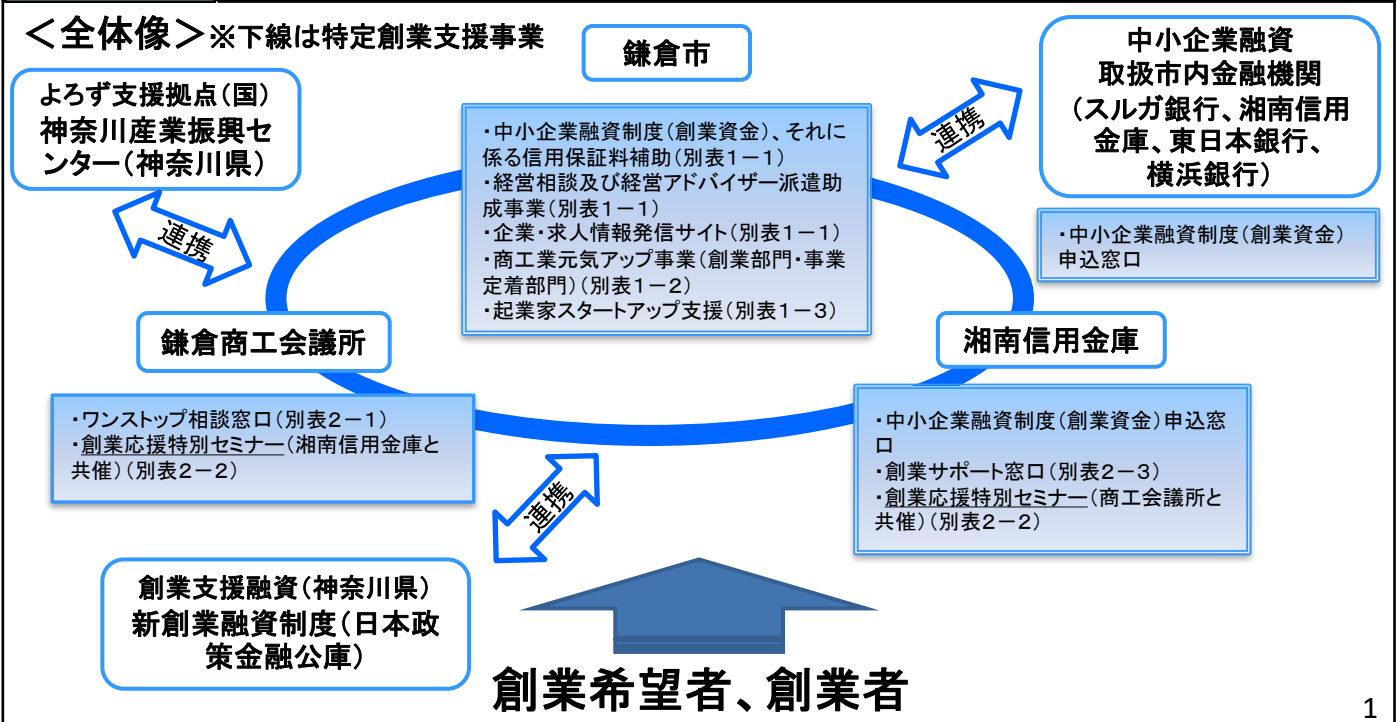 ＜全体像＞※下線は特定創業支援事業
鎌倉市
よろず支援拠点（国）
神奈川産業振興セ
ンター（神奈川県）
連携
・中小企業融資制度（創業資金）、それに
係る信用保証料補助（別表１－１）
・経営相談及び経営アドバイザー派遣助
成事業（別表１－１）
・企業・求人情報発信サイト（別表１－１）
・商工業元気アップ事業（創業部門・事業
定着部門）（別表１－２）
・起業家スタートアップ支援（別表１－３）
連携
中小企業融資
取扱市内金融機関
（スルガ銀行、湘南信用
金庫、東日本銀行、
横浜銀行）
・中小企業融資制度（創業資金）
申込窓口
鎌倉商工会議所
・ワンストップ相談窓口（別表２－１）
・創業応援特別セミナー（湘南信用金庫と
共催）（別表２－２）
湘南信用金庫
・中小企業融資制度（創業資金）申込窓
口
・創業サポート窓口（別表２－３）
・創業応援特別セミナー（商工会議所と
共催）（別表２－２）
連携
創業支援融資（神奈川県）
新創業融資制度（日本政
策金融公庫）
創業希望者、創業者
1